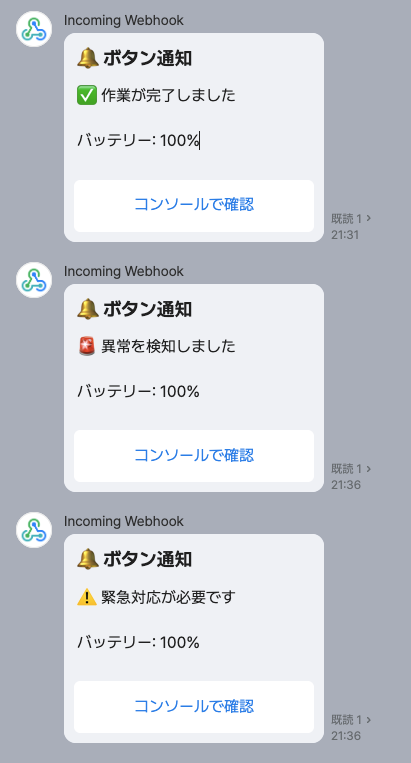 Incoming Webhook
🔔 ボタン通知
✅ 作業が完了しました
バッテリー: 100%
コンソールで確認
既読 1 >
21:31
Incoming Webhook
🔔 ボタン通知
🚨 異常を検知しました
バッテリー: 100%
コンソールで確認
既読 1 >
21:36
Incoming Webhook
🔔 ボタン通知
⚠️ 緊急対応が必要です
バッテリー: 100%
コンソールで確認
既読 1 >
21:36